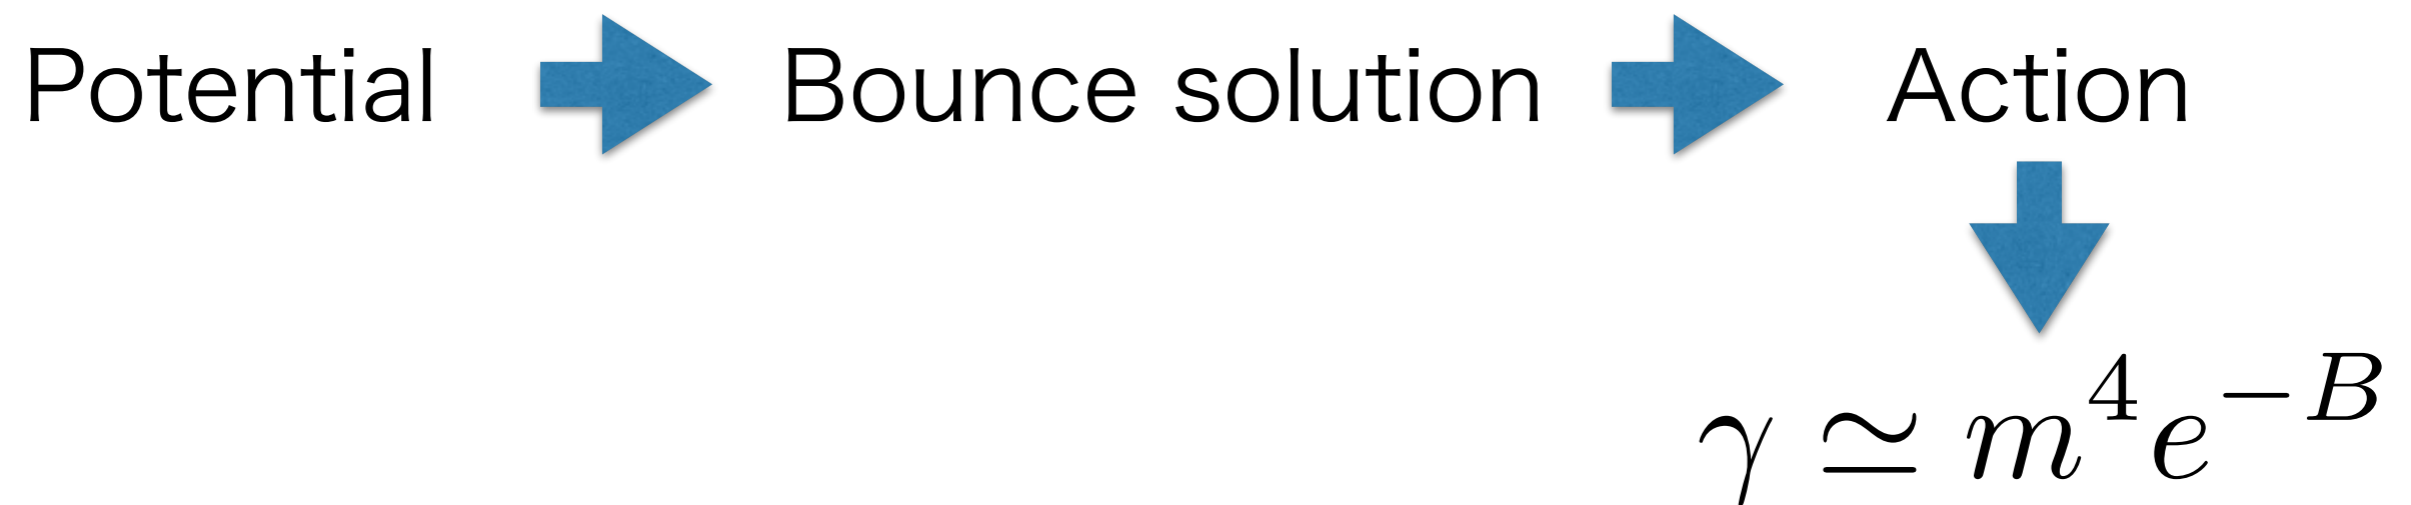 Potential Bounce solution Action
γ ≃ m⁴e⁻ᴮ